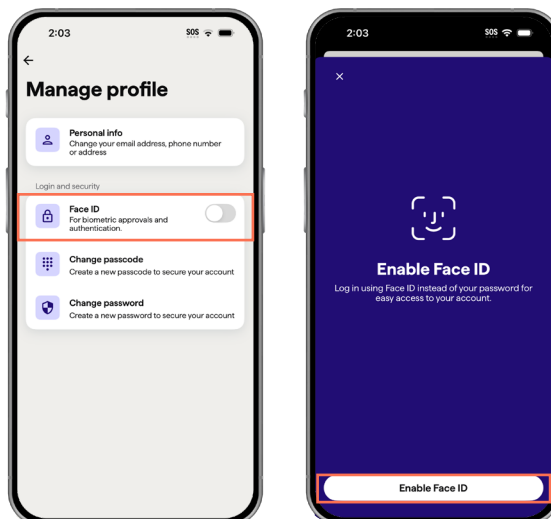 2:03
SOS
Manage profile
Personal info
Change your email address, phone number
or address
Login and security
Face ID
For biometric approvals and
authentication.
Change passcode
Create a new passcode to secure your account
Change password
Create a new password to secure your account
2:03
SOS
Enable Face ID
Log in using Face ID instead of your password for
easy access to your account.
Enable Face ID